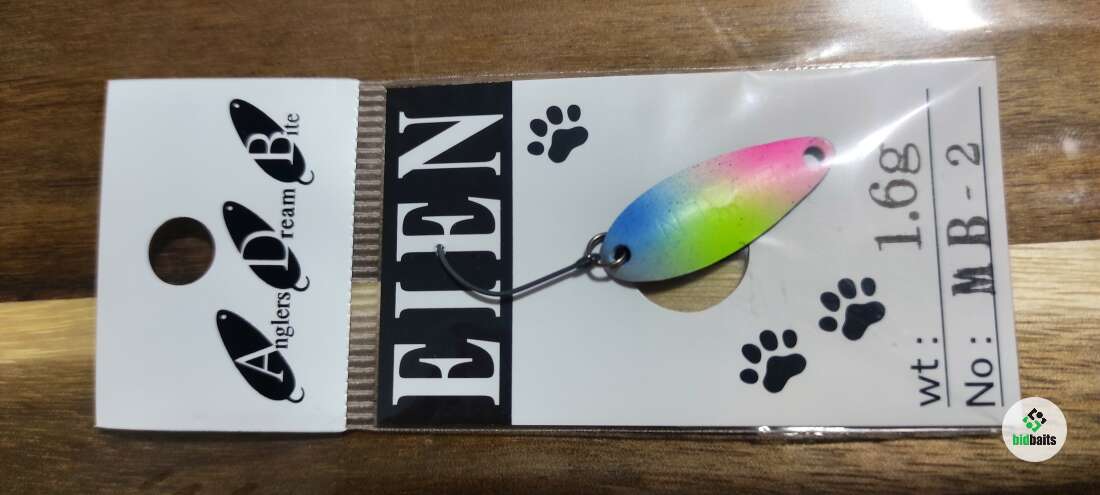 Anglers
Dream
Bite
EIEN
wt: 1.6g
No: MB-2
bidbaits